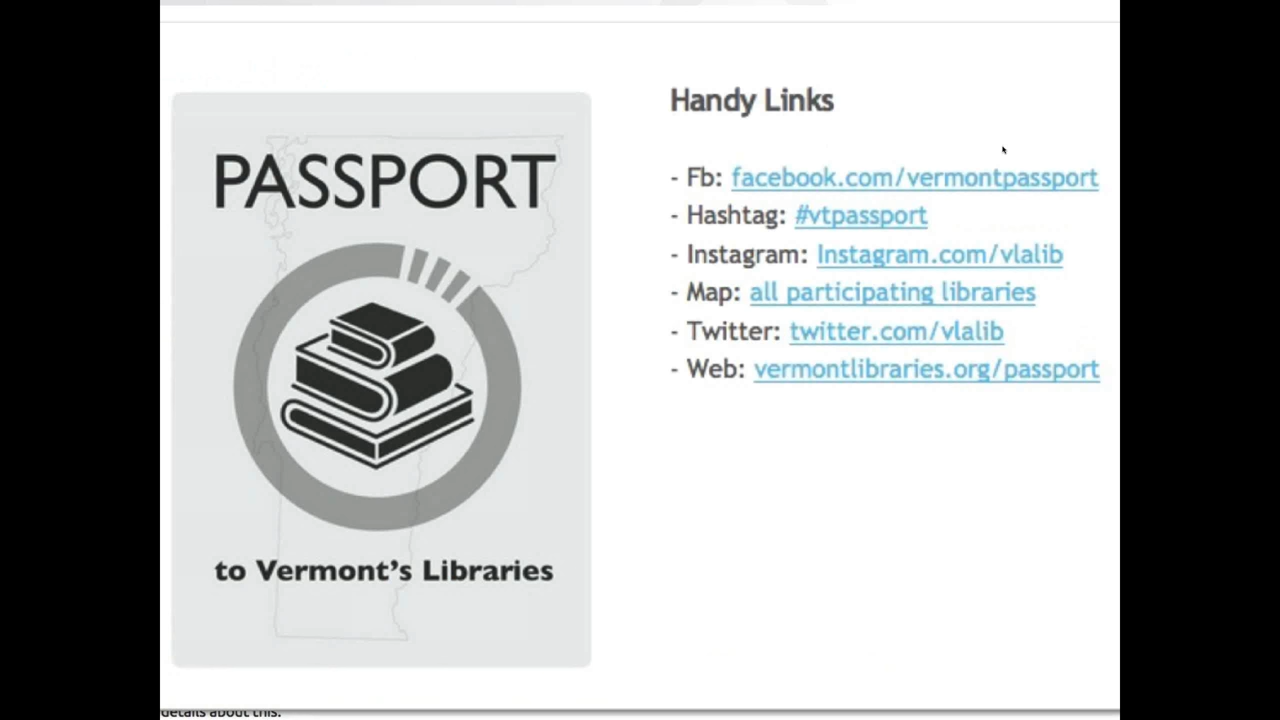 PASSPORT
to Vermont's Libraries
Handy Links
- Fb: facebook.com/vermontpassport
- Hashtag: #vtpassport
- Instagram: Instagram.com/vlalib
- Map: all participating libraries
- Twitter: twitter.com/vlalib
- Web: vermontlibraries.org/passport
details about this.